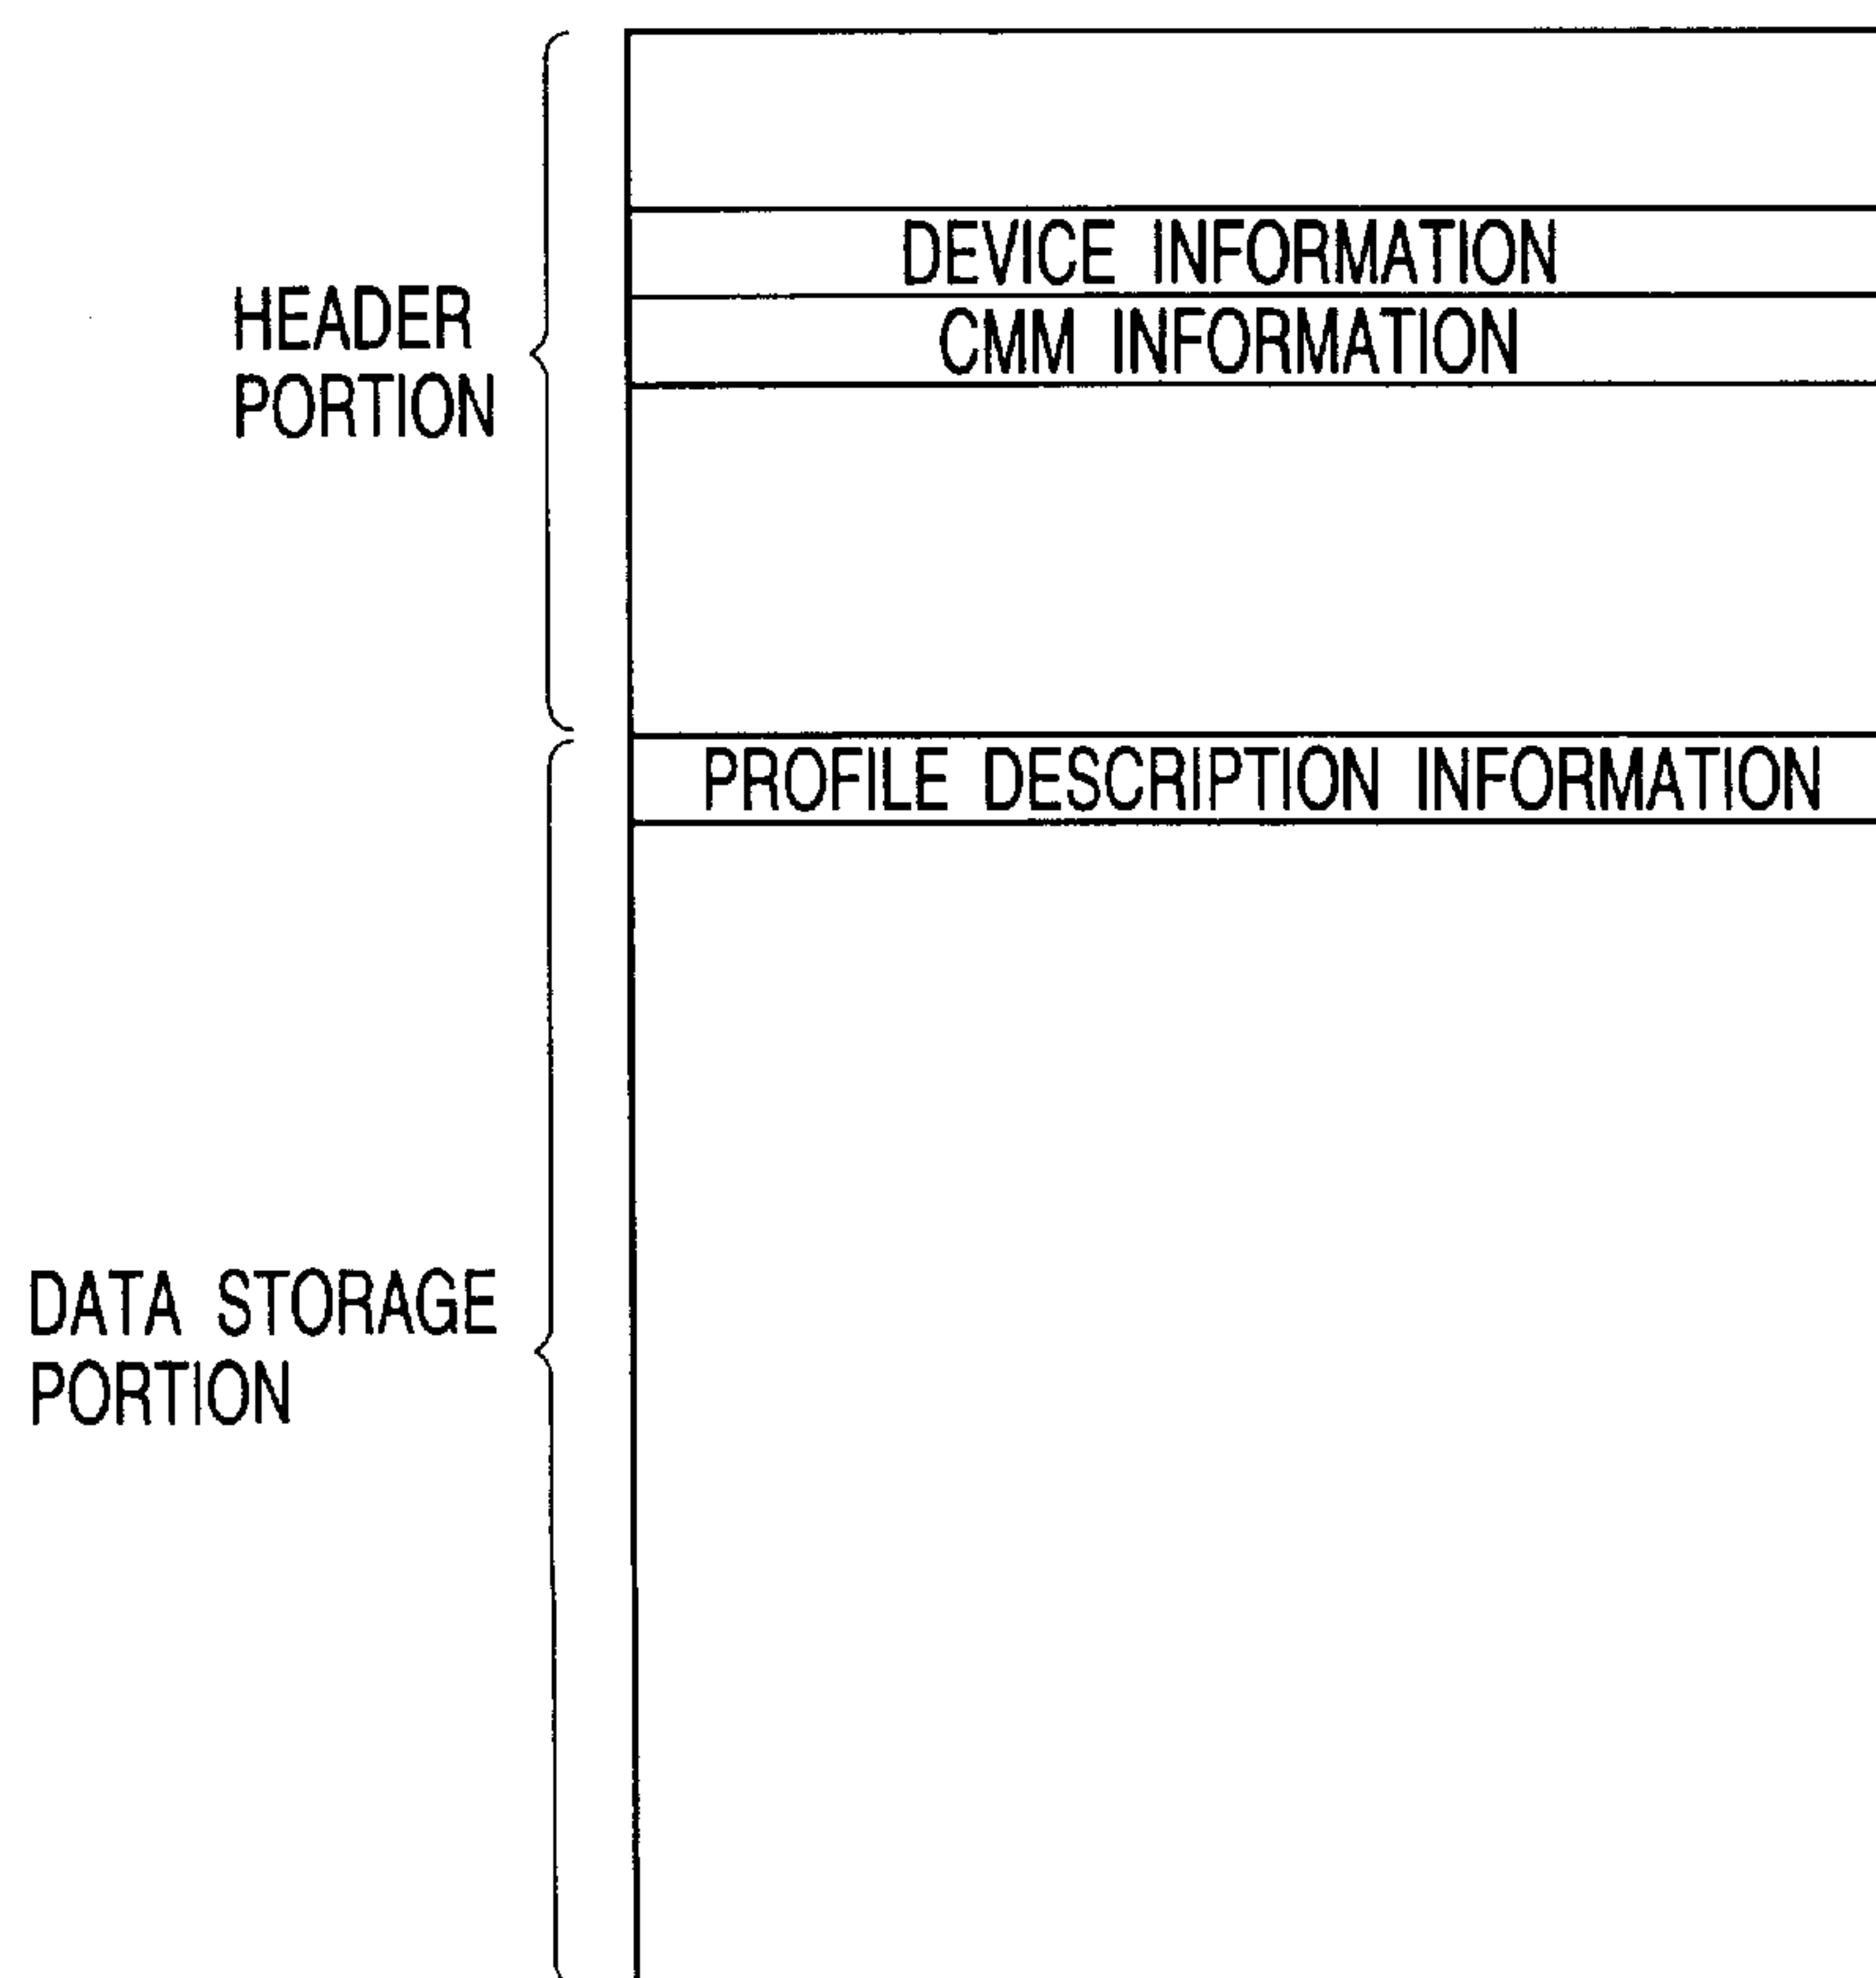 DEVICE INFORMATION
CMM INFORMATION
HEADER
PORTION
PROFILE DESCRIPTION INFORMATION
DATA STORAGE
PORTION